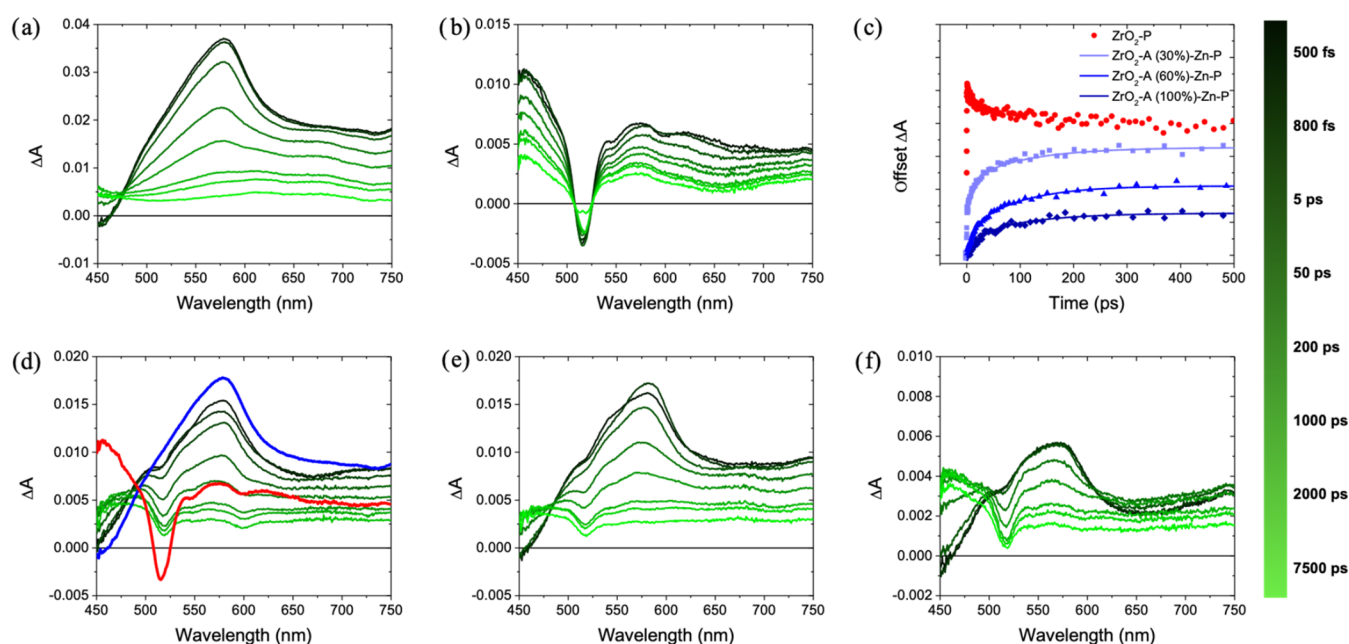 (a)
0.04
0.03
0.02
0.01
0.00
-0.01
ΔA
450 500 550 600 650 700 750
Wavelength (nm)
(b)
0.015
0.010
0.005
0.000
-0.005
ΔA
450 500 550 600 650 700 750
Wavelength (nm)
(c)
ZrO2-P
ZrO2-A (30%)-Zn-P
ZrO2-A (60%)-Zn-P
ZrO2-A (100%)-Zn-P
Offset ΔA
0 100 200 300 400 500
Time (ps)
500 fs
800 fs
5 ps
50 ps
200 ps
1000 ps
2000 ps
7500 ps
(d)
0.020
0.015
0.010
0.005
0.000
-0.005
ΔA
450 500 550 600 650 700 750
Wavelength (nm)
(e)
0.020
0.015
0.010
0.005
0.000
-0.005
ΔA
450 500 550 600 650 700 750
Wavelength (nm)
(f)
0.010
0.008
0.006
0.004
0.002
0.000
-0.002
ΔA
450 500 550 600 650 700 750
Wavelength (nm)